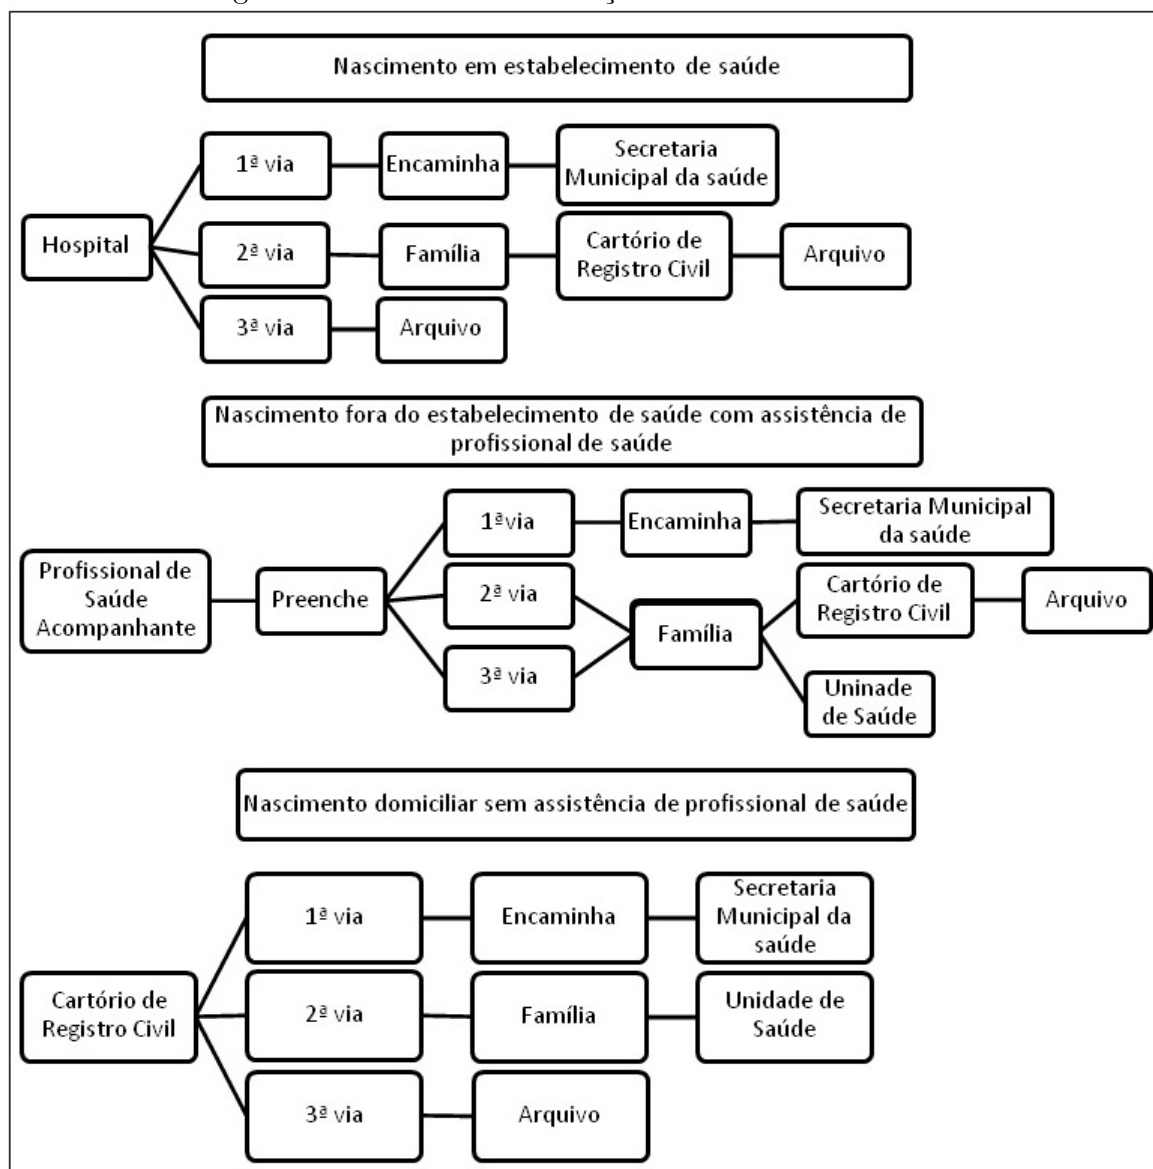 Nascimento em estabelecimento de saúde
1ª via
Encaminha
Secretaria
Municipal da saúde
Hospital
2ª via
Família
Cartório de
Registro Civil
Arquivo
3ª via
Arquivo
Nascimento fora do estabelecimento de saúde com assistência de
profissional de saúde
1ªvia
Encaminha
Secretaria Municipal
da saúde
Profissional de
Saúde
Acompanhante
Preenche
2ª via
Família
Cartório de
Registro Civil
Arquivo
3ª via
Uninade
de Saúde
Nascimento domiciliar sem assistência de profissional de saúde
1ª via
Encaminha
Secretaria
Municipal da
saúde
Cartório de
Registro Civil
2ª via
Família
Unidade de
Saúde
3ª via
Arquivo